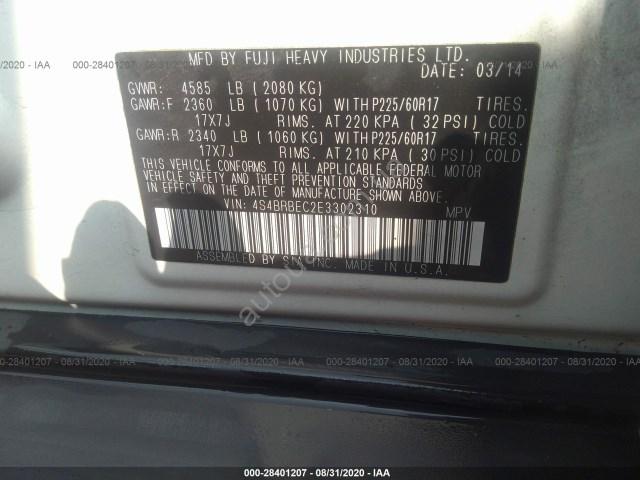 MFD BY FUJI HEAVY INDUSTRIES LTD.
DATE: 03/14
GVWR: 4585 LB ( 2080 KG)
GAWR:F 2360 LB ( 1070 KG) WITH P225/60R17 TIRES.
17X7J RIMS. AT 220 KPA ( 32 PSI) COLD
GAWR:R 2340 LB ( 1060 KG) WITH P225/60R17 TIRES.
17X7J RIMS. AT 210 KPA ( 30 PSI) COLD
THIS VEHICLE CONFORMS TO ALL APPLICABLE FEDERAL MOTOR
VEHICLE SAFETY AND THEFT PREVENTION STANDARDS
IN EFFECT ON THE DATE OF MANUFACTURE SHOWN ABOVE.
VIN: 4S4BRBEC2E3302310 MPV
ASSEMBLED BY SIA, INC. MADE IN U.S.A.
/2020 - IAA 000-28401207 - 08/31/2020 - IAA 000-28401207 - 08/31/2020 - IAA 000-28401207 -
31/2020 - IAA 000-28401207 - 08/31/2020 - IAA 000-28401207 - 08/31/2020 - IAA
000-28401207 - 08/31/2020 - IAA